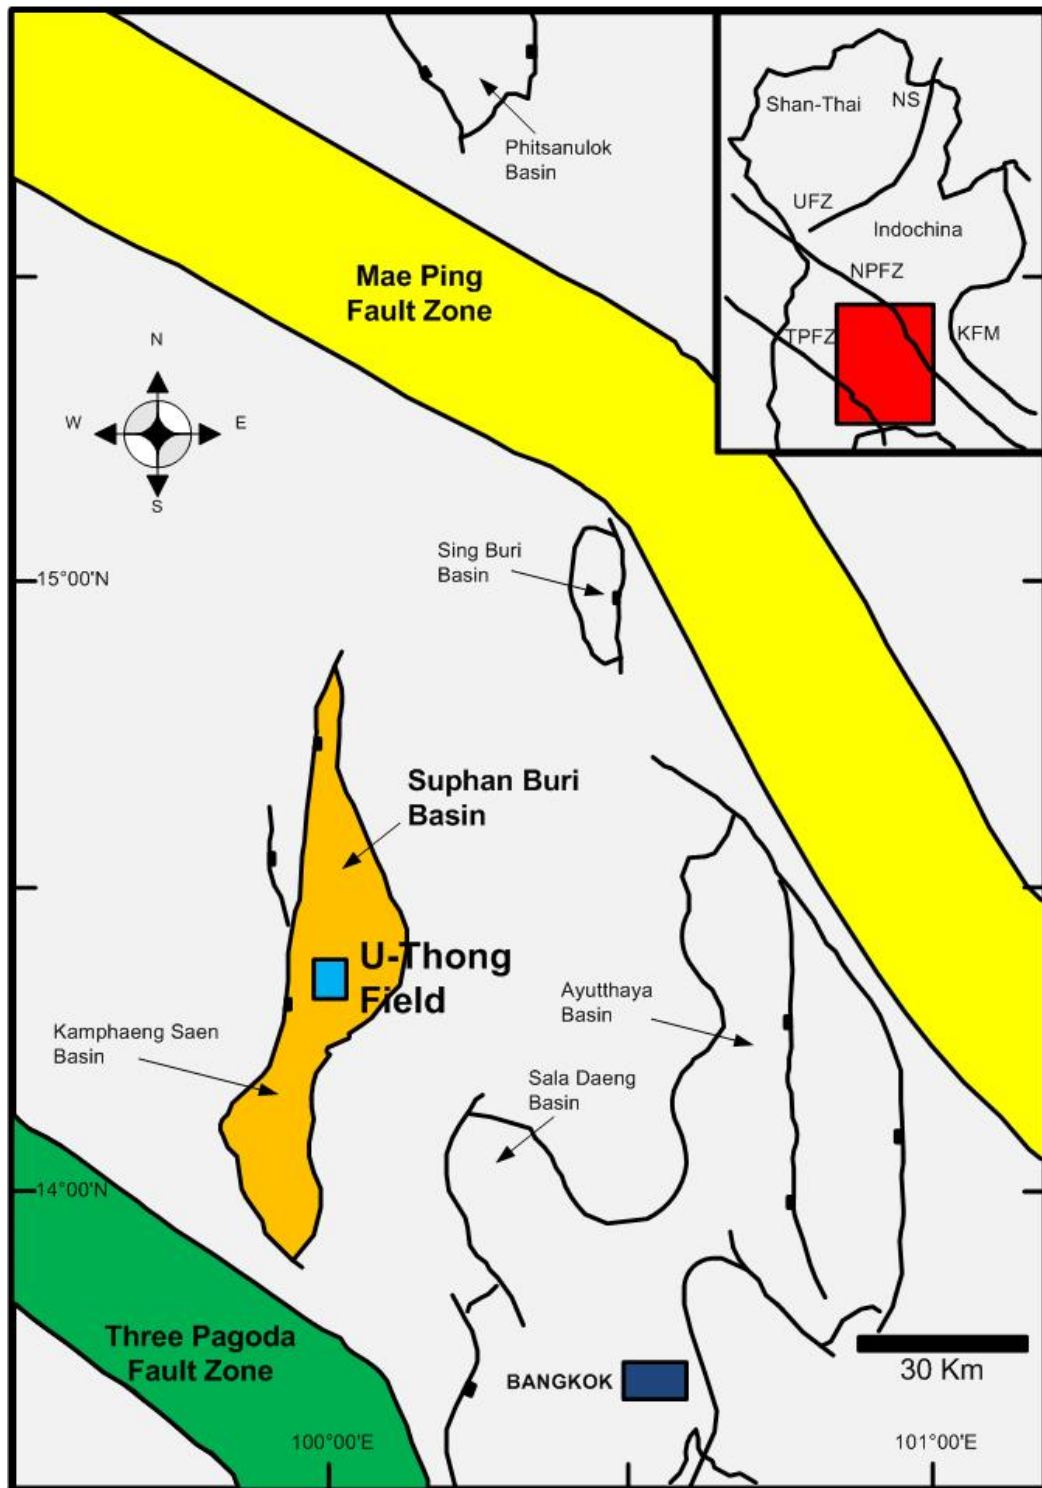 Phitsanulok
Basin
Shan-Thai
NS
UFZ
Indochina
NPFZ
TPFZ
KFM
Mae Ping
Fault Zone
N
W
E
S
Sing Buri
Basin
15°00'N
Suphan Buri
Basin
U-Thong
Field
Ayutthaya
Basin
Kamphaeng Saen
Basin
Sala Daeng
Basin
14°00'N
Three Pagoda
Fault Zone
30 Km
BANGKOK
100°00'E
101°00'E